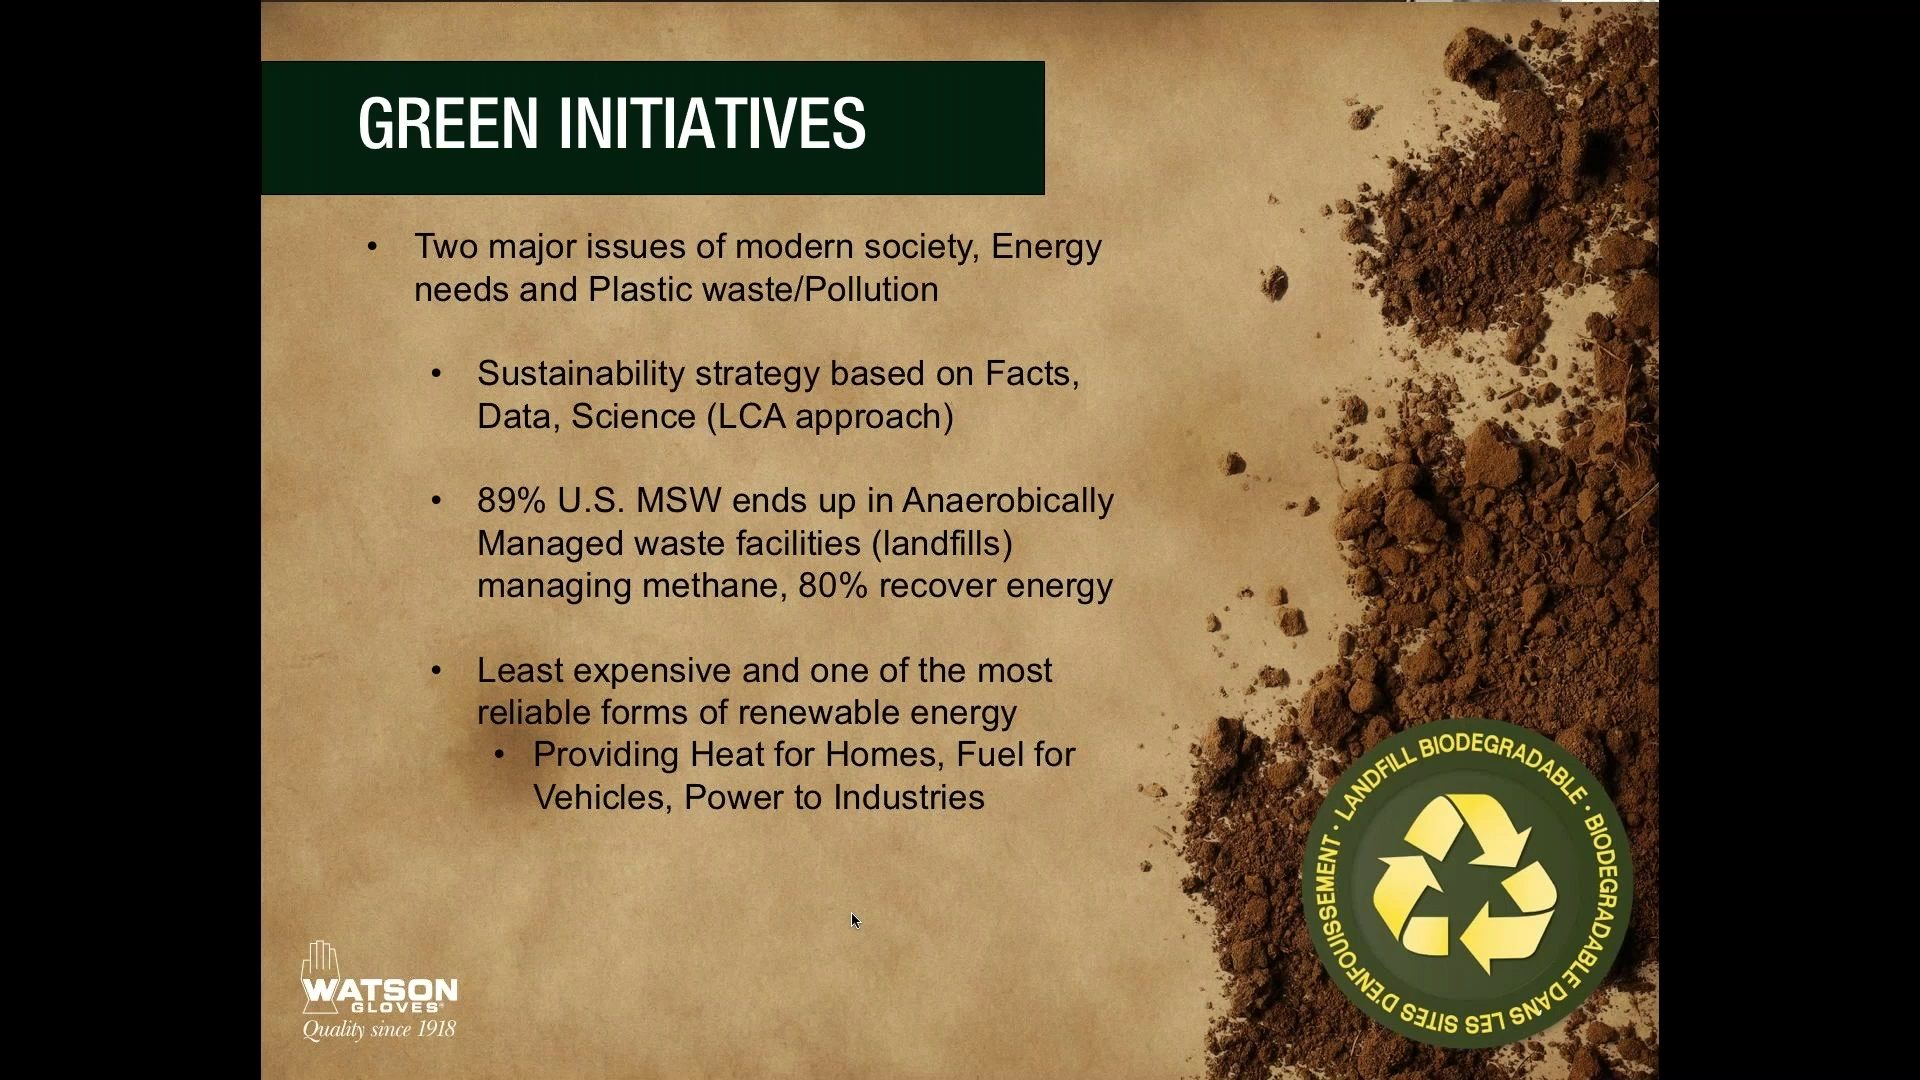 GREEN INITIATIVES
• Two major issues of modern society, Energy
needs and Plastic waste/Pollution
• Sustainability strategy based on Facts,
Data, Science (LCA approach)
• 89% U.S. MSW ends up in Anaerobically
Managed waste facilities (landfills)
managing methane, 80% recover energy
• Least expensive and one of the most
reliable forms of renewable energy
• Providing Heat for Homes, Fuel for
Vehicles, Power to Industries
LANDFILL BIODEGRADABLE · BIODÉGRADABLE DANS LES SITES D'ENFOUISSEMENT ·
WATSON
GLOVES
Quality since 1918